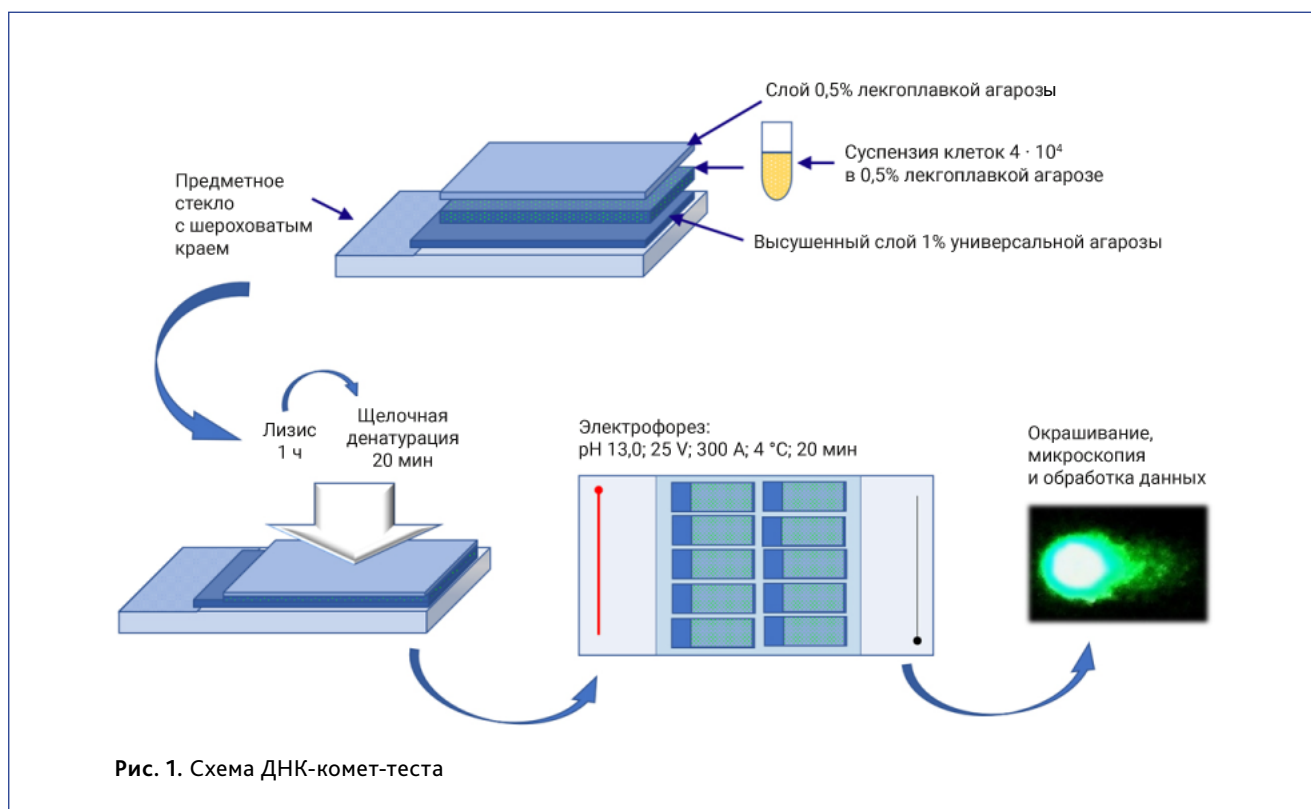 Слой 0,5% лекгоплавкой агарозы
Суспензия клеток 4 · 10⁴
в 0,5% лекгоплавкой агарозе
Предметное
стекло
с шероховатым
краем
Высушенный слой 1% универсальной агарозы
Лизис
1 ч
Щелочная
денатурация
20 мин
Электрофорез:
pH 13,0; 25 V; 300 A; 4 °C; 20 мин
Окрашивание,
микроскопия
и обработка данных
Рис. 1. Схема ДНК-комет-теста